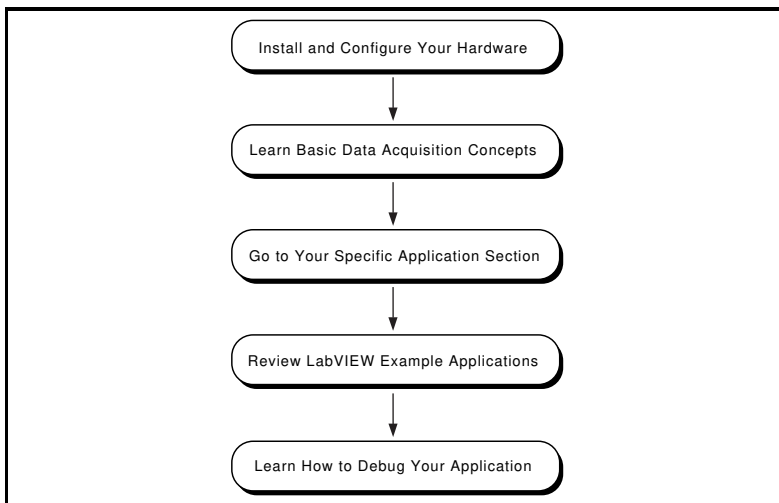 Install and Configure Your Hardware
Learn Basic Data Acquisition Concepts
Go to Your Specific Application Section
Review LabVIEW Example Applications
Learn How to Debug Your Application